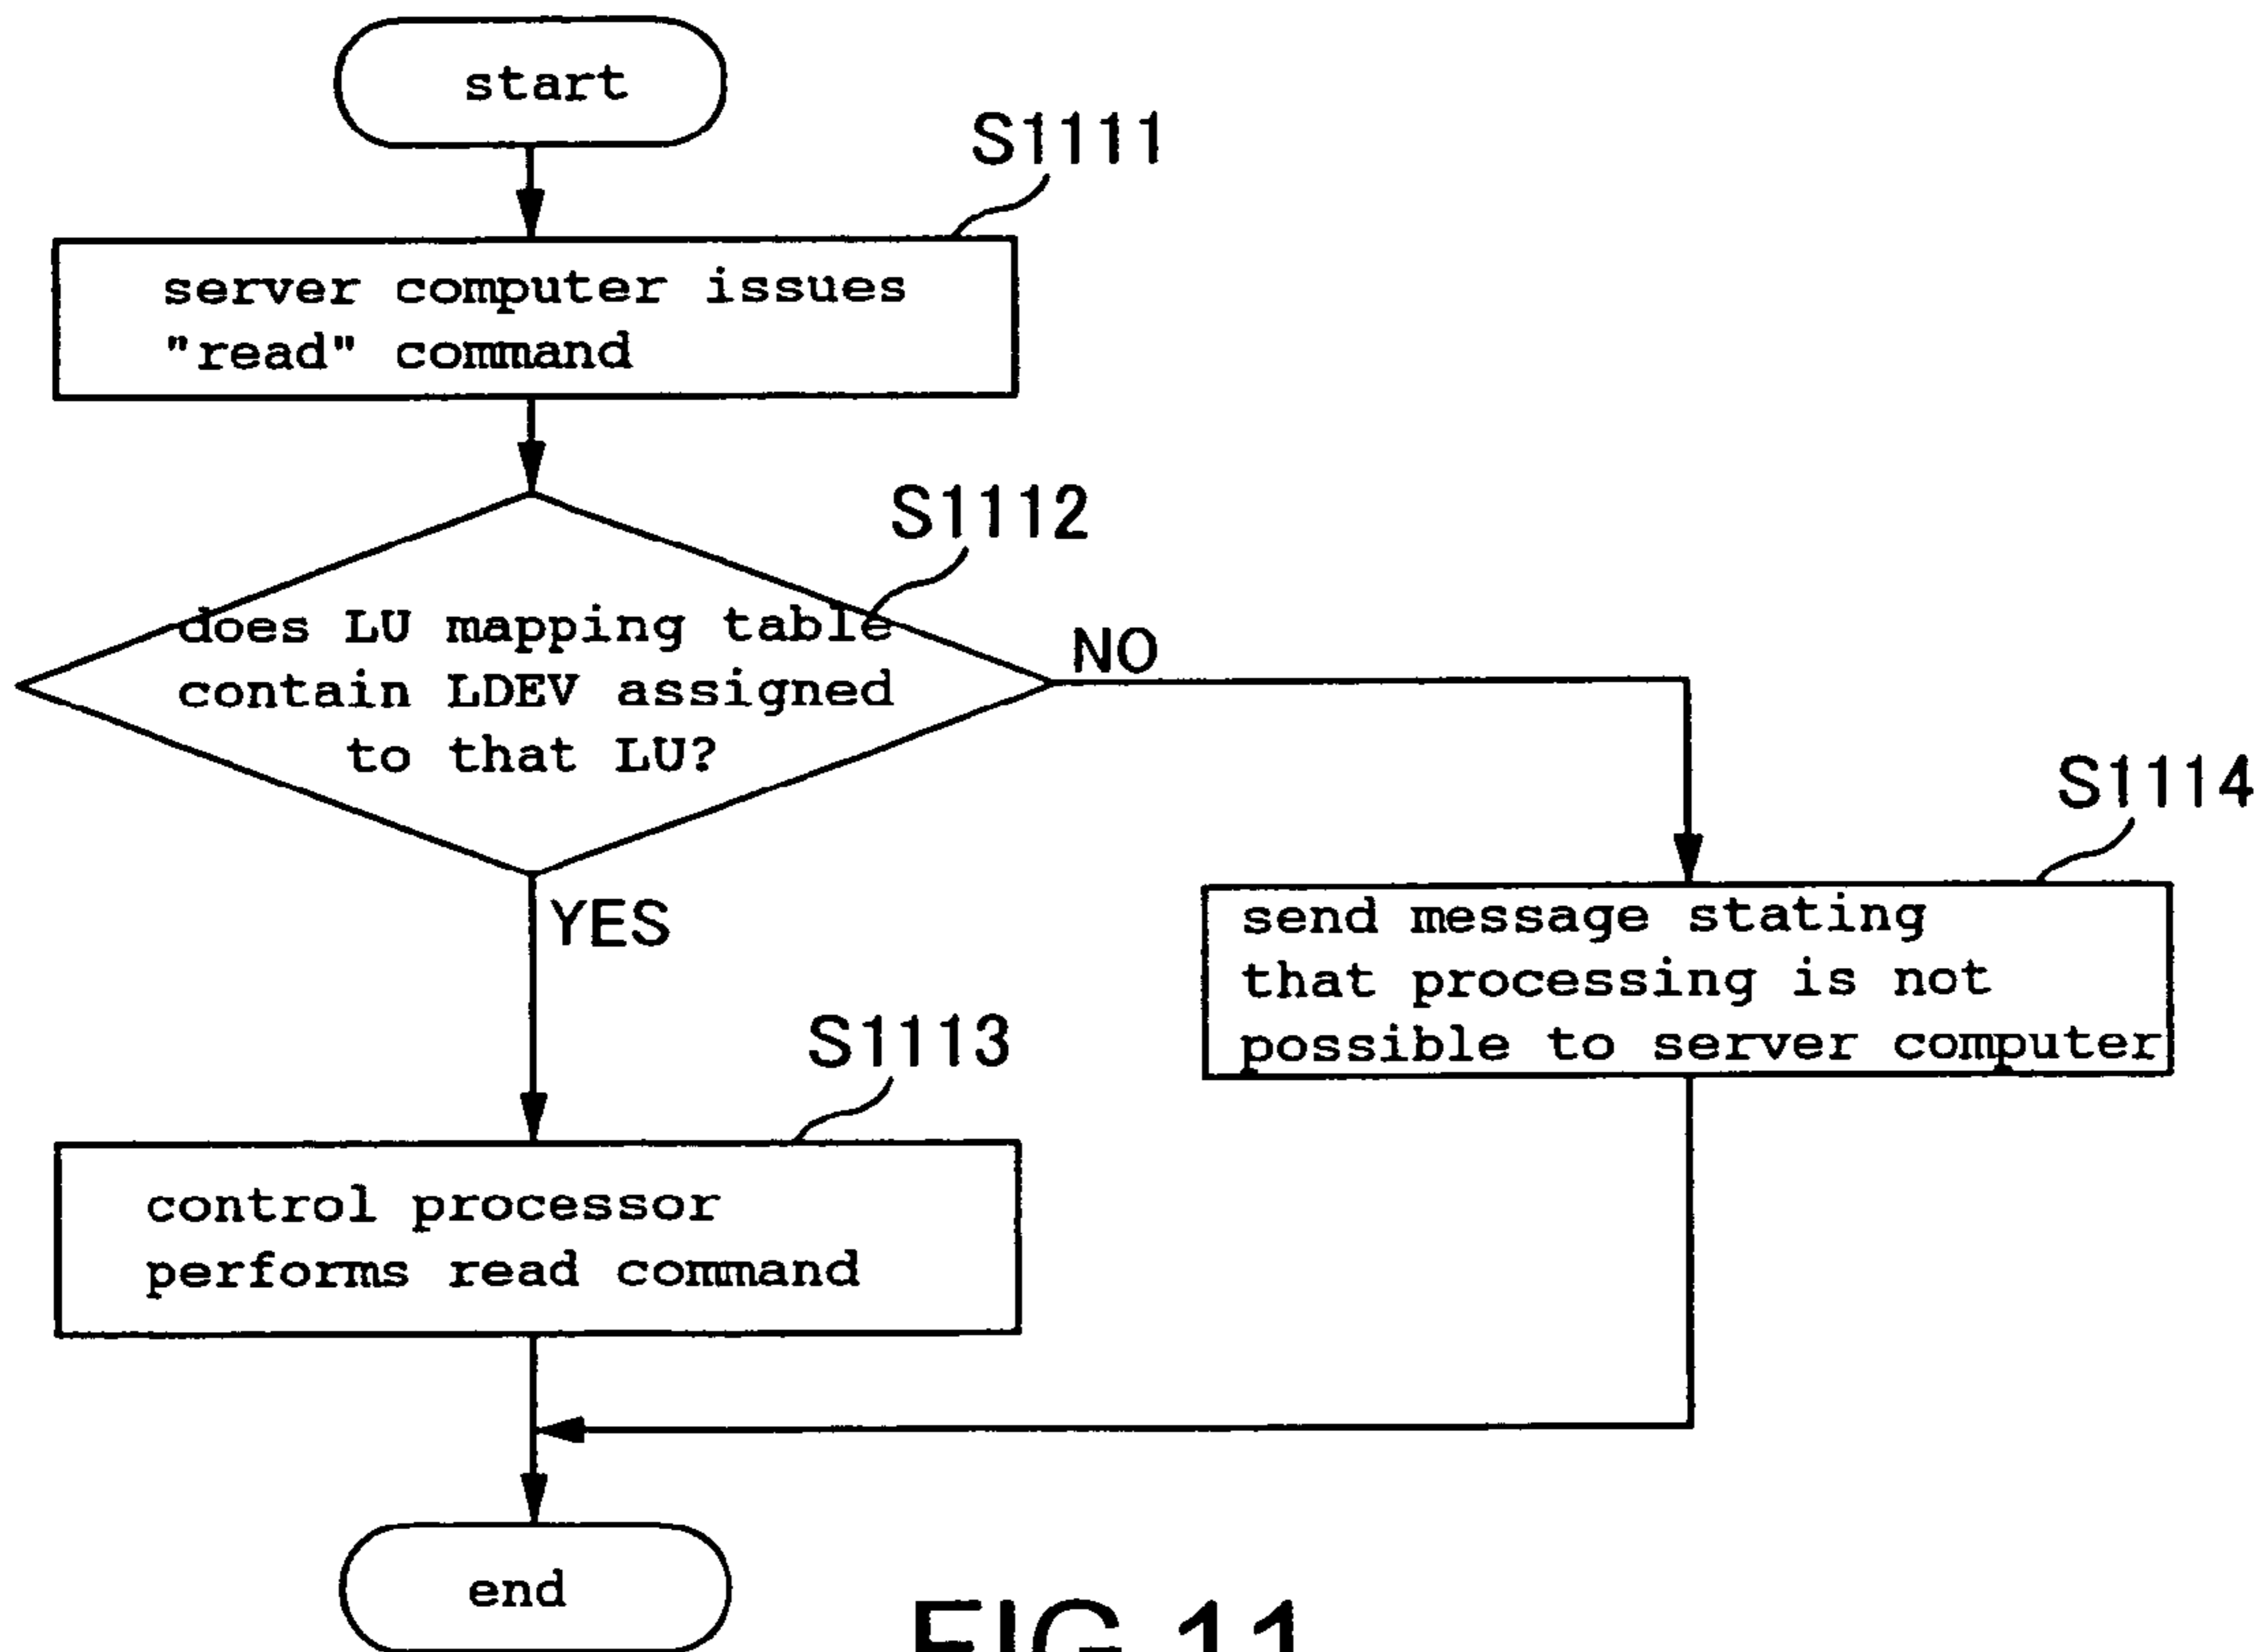 start
S1111
server computer issues
"read" command
S1112
does LU mapping table
contain LDEV assigned
to that LU?
NO
YES
S1114
send message stating
that processing is not
possible to server computer
S1113
control processor
performs read command
end
FIG.11